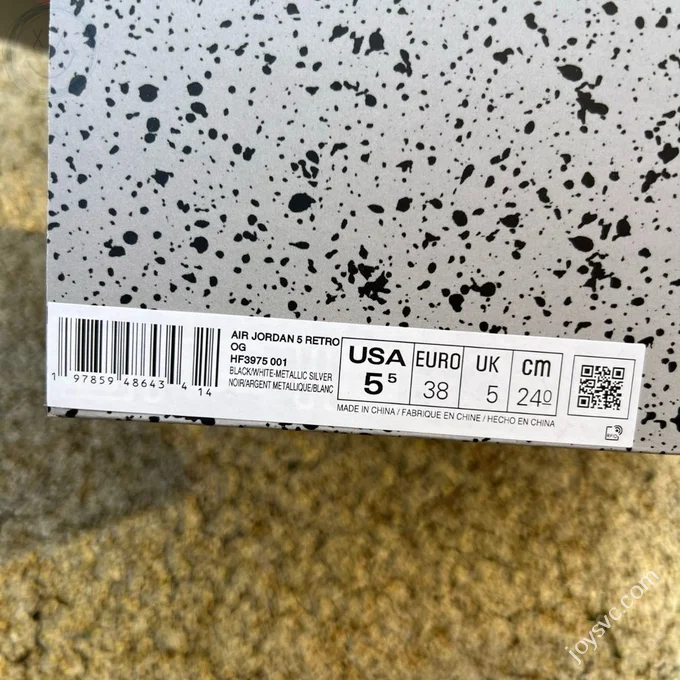 AIR JORDAN 5 RETRO
OG
HF3975 001
BLACK/WHITE-METALLIC SILVER
NOIR/ARGENT METALLIQUE/BLANC
1 97859 48643 4 14
USA EURO UK cm
5 5 38 5 24 0
MADE IN CHINA / FABRIQUE EN CHINE / HECHO EN CHINA
joysvc.com